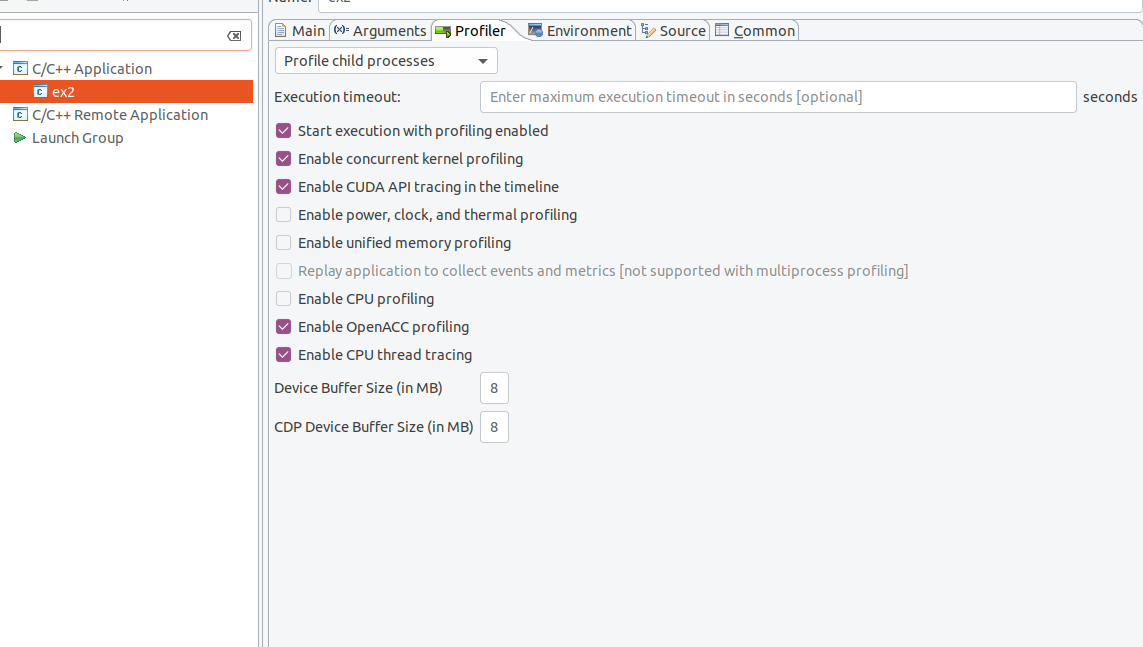 Main
(x)= Arguments
Profiler
Environment
Source
Common
C/C++ Application
ex2
C/C++ Remote Application
Launch Group
Profile child processes
Execution timeout: Enter maximum execution timeout in seconds [optional] seconds
Start execution with profiling enabled
Enable concurrent kernel profiling
Enable CUDA API tracing in the timeline
Enable power, clock, and thermal profiling
Enable unified memory profiling
Replay application to collect events and metrics [not supported with multiprocess profiling]
Enable CPU profiling
Enable OpenACC profiling
Enable CPU thread tracing
Device Buffer Size (in MB) 8
CDP Device Buffer Size (in MB) 8